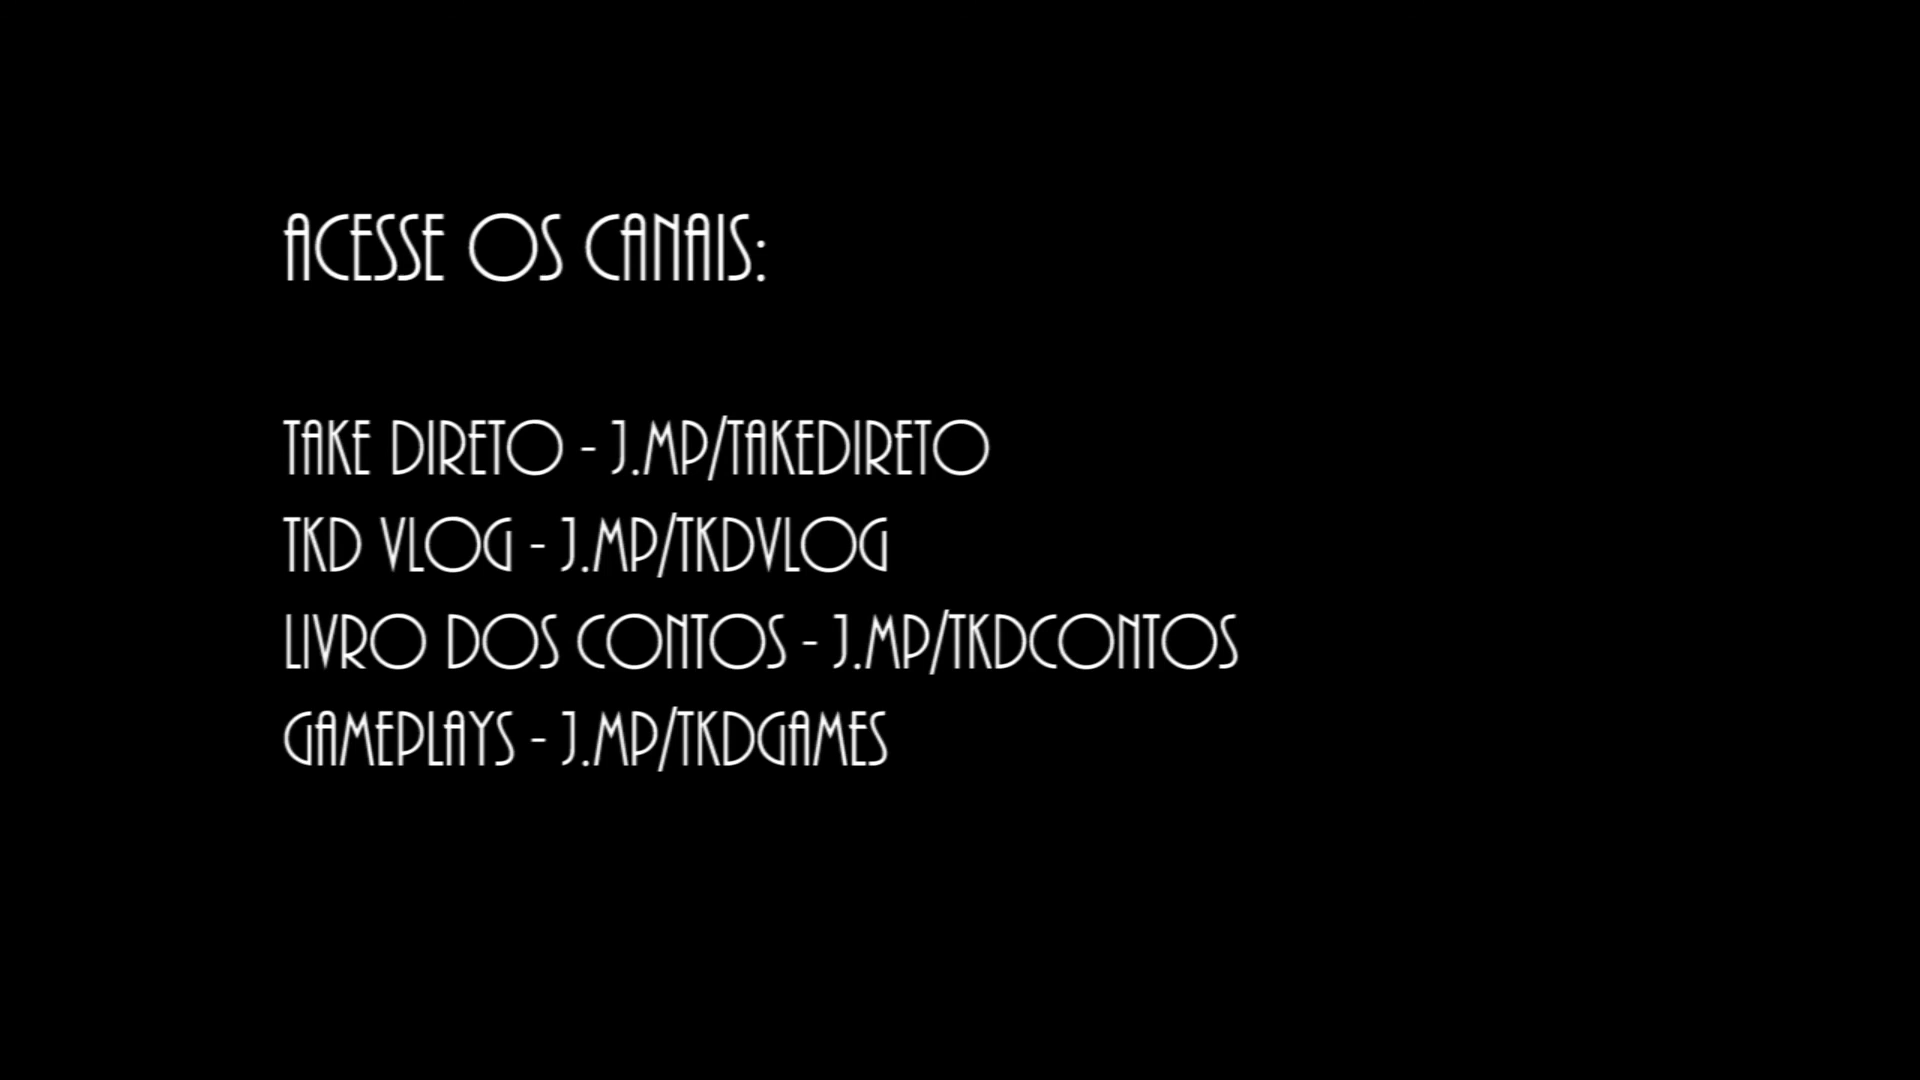 ACESSE OS CANAIS:
TAKE DIRETO - J.MP/TAKEDIRETO
TKD VLOG - J.MP/TKDVLOG
LIVRO DOS CONTOS - J.MP/TKDCONTOS
GAMEPLAYS - J.MP/TKDGAMES